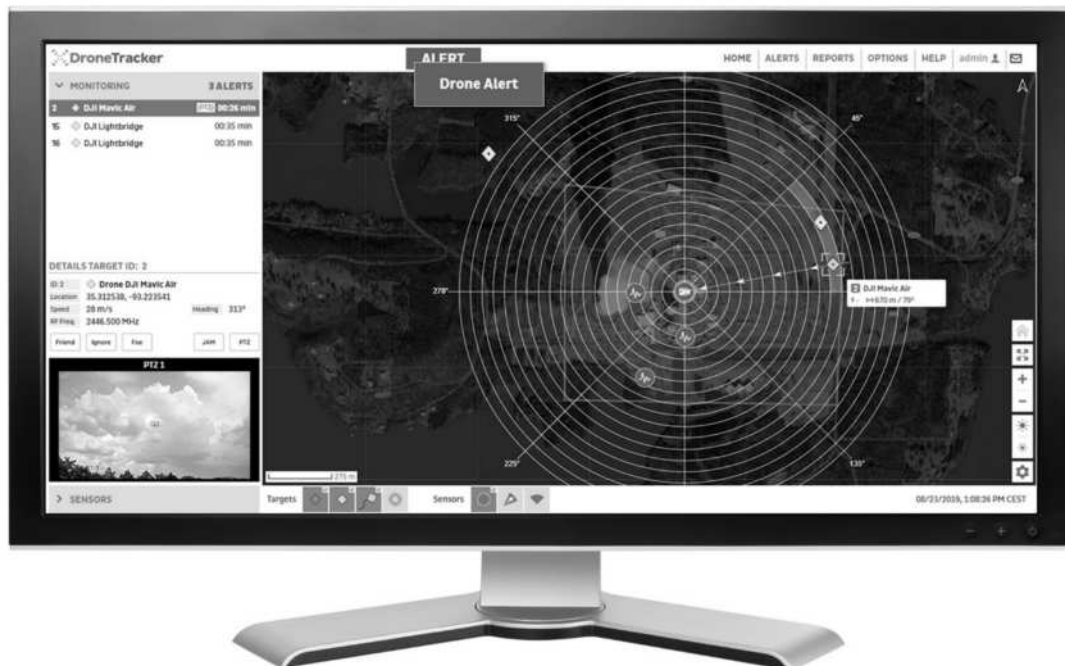 DroneTracker
ALERT
Drone Alert
HOME ALERTS REPORTS OPTIONS HELP admin
MONITORING 3 ALERTS
2 DJI Mavic Air 00:26 min
15 DJI Lightbridge 00:35 min
16 DJI Lightbridge 00:35 min
315°
45°
270°
225°
135°
DJI Mavic Air
670 m / 79°
DETAILS TARGET ID: 2
ID: 2 Drone DJI Mavic Air
Location 35.312538, -93.223541
Speed 28 m/s Heading 313°
RF Freq. 2446.500 MHz
Friend Ignore Foe JAM PTZ
PTZ 1
275 m
SENSORS
Targets Sensors
08/23/2019, 1:08:26 PM CEST